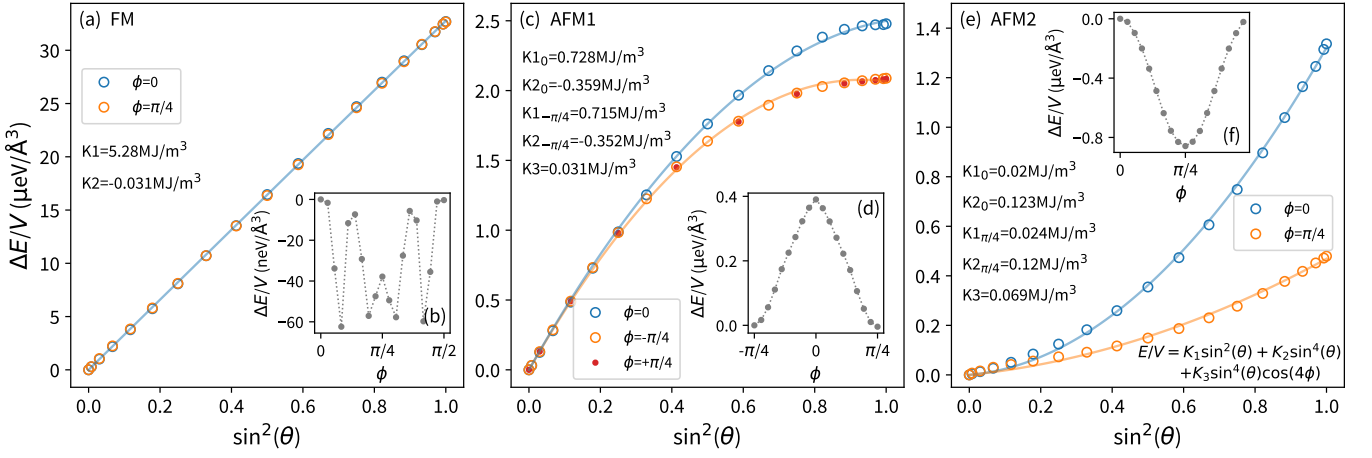 (a) FM
ΔE/V (μeV/Å³)
30
25
20
15
10
5
0
ϕ=0
ϕ=π/4
K1=5.28MJ/m³
K2=-0.031MJ/m³
0.0 0.2 0.4 0.6 0.8 1.0
sin²(θ)
ΔE/V (neV/Å³)
0
−20
−40
−60
(b)
0 π/4 π/2
ϕ
(c) AFM1
2.5
2.0
1.5
1.0
0.5
0.0
K1₀=0.728MJ/m³
K2₀=-0.359MJ/m³
K1₋π/₄=0.715MJ/m³
K2₋π/₄=-0.352MJ/m³
K3=0.031MJ/m³
ϕ=0
ϕ=-π/4
ϕ=+π/4
0.0 0.2 0.4 0.6 0.8 1.0
sin²(θ)
ΔE/V (μeV/Å³)
0.4
0.2
0.0
(d)
-π/4 0 π/4
ϕ
(e) AFM2
1.4
1.2
1.0
0.8
0.6
0.4
0.2
0.0
ΔE/V (μeV/Å³)
0.0
−0.4
−0.8
(f)
0 π/4
ϕ
K1₀=0.02MJ/m³
K2₀=0.123MJ/m³
K1π/₄=0.024MJ/m³
K2π/₄=0.12MJ/m³
K3=0.069MJ/m³
ϕ=0
ϕ=π/4
E/V = K₁sin²(θ) + K₂sin⁴(θ)
+K₃sin⁴(θ)cos(4ϕ)
0.0 0.2 0.4 0.6 0.8 1.0
sin²(θ)